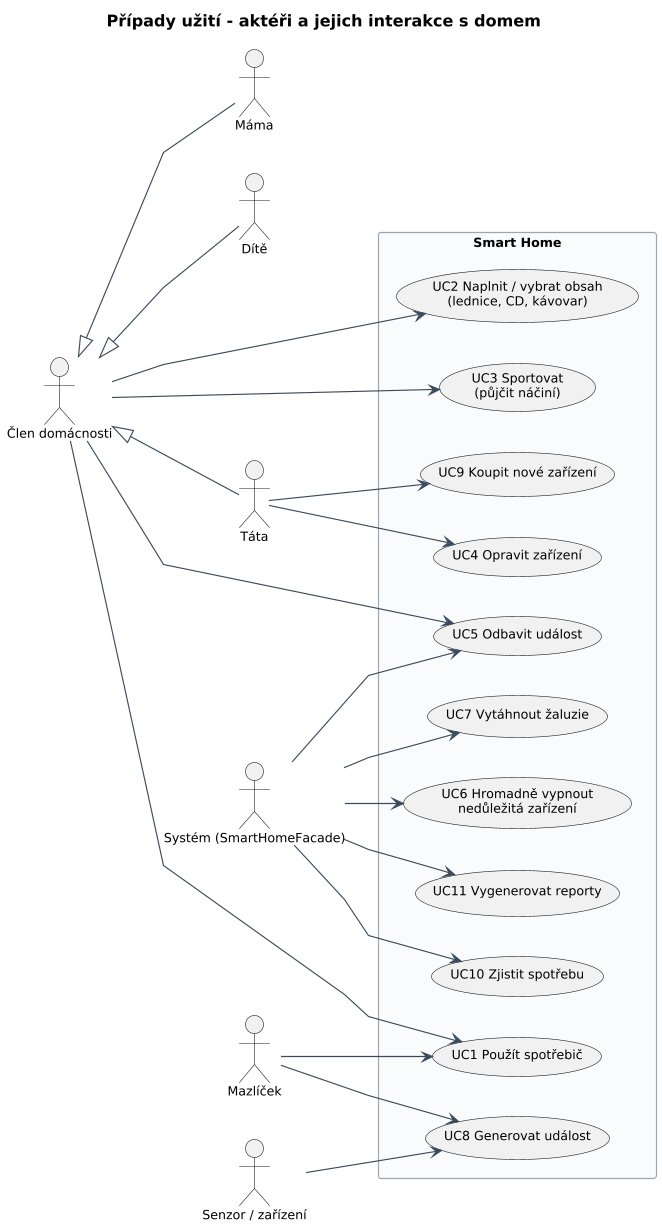 Případy užití - aktéři a jejich interakce s domem
Máma
Dítě
Smart Home
UC2 Naplnit / vybrat obsah
(lednice, CD, kávovar)
UC3 Sportovat
(půjčit náčiní)
Člen domácnosti
UC9 Koupit nové zařízení
Táta
UC4 Opravit zařízení
UC5 Odbavit událost
UC7 Vytáhnout žaluzie
UC6 Hromadně vypnout
nedůležitá zařízení
Systém (SmartHomeFacade)
UC11 Vygenerovat reporty
UC10 Zjistit spotřebu
UC1 Použít spotřebič
Mazlíček
UC8 Generovat událost
Senzor / zařízení